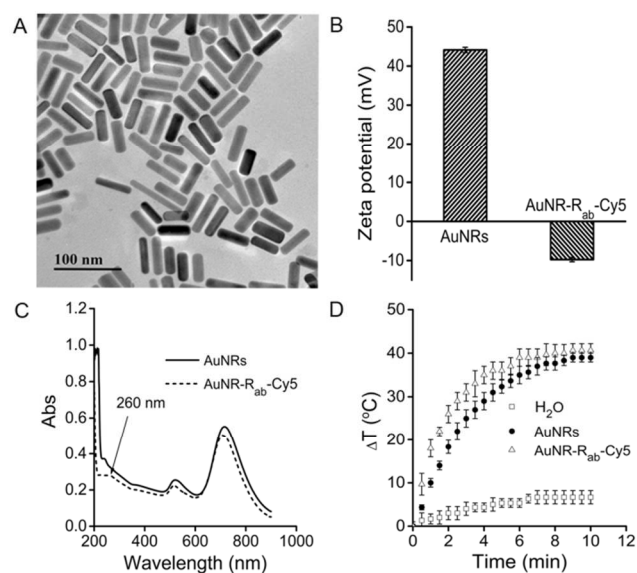 A
100 nm
B
Zeta potential (mV)
50
40
30
20
10
0
-10
AuNRs
AuNR-Rab-Cy5
C
Abs
1.2
1.0
0.8
0.6
0.4
0.2
0.0
AuNRs
AuNR-Rab-Cy5
260 nm
200 400 600 800 1000
Wavelength (nm)
D
ΔT (ºC)
50
40
30
20
10
0
H2O
AuNRs
AuNR-Rab-Cy5
0 2 4 6 8 10 12
Time (min)